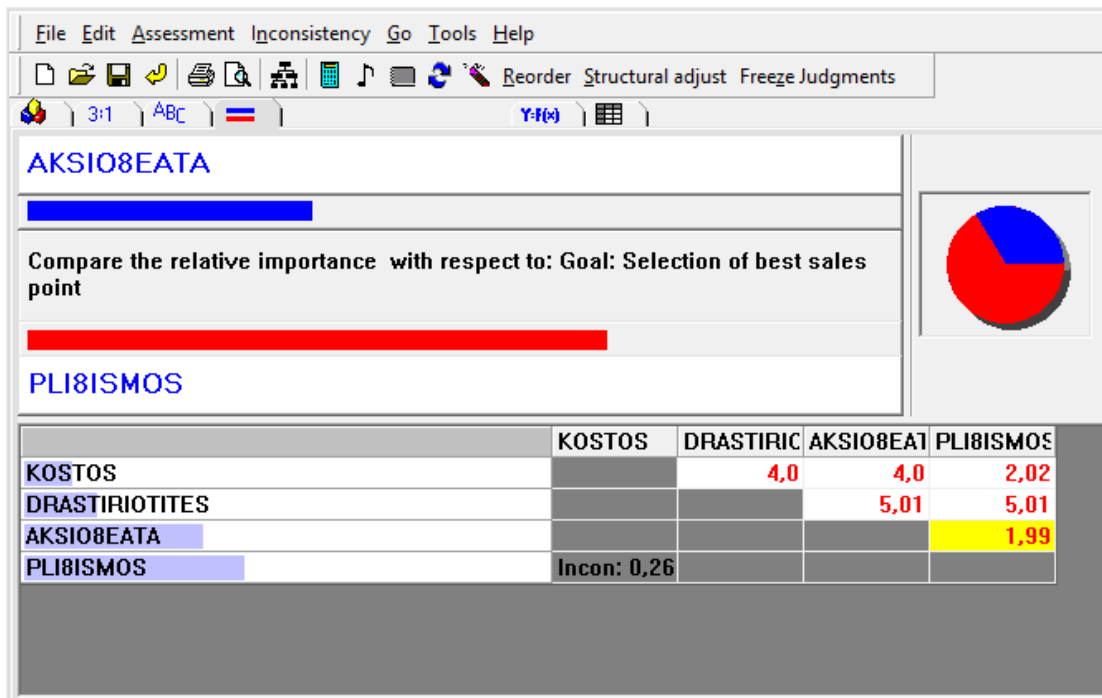 File Edit Assessment Inconsistency Go Tools Help
Reorder Structural adjust Freeze Judgments
3:1 ABC Y=F(x)
AKSIO8EATA
Compare the relative importance with respect to: Goal: Selection of best sales
point
PLI8ISMOS
KOSTOS DRASTIRIC AKSIO8EAT PLI8ISMOS
KOSTOS 4,0 4,0 2,02
DRASTIRIOTITES 5,01 5,01
AKSIO8EATA 1,99
PLI8ISMOS Incon: 0,26